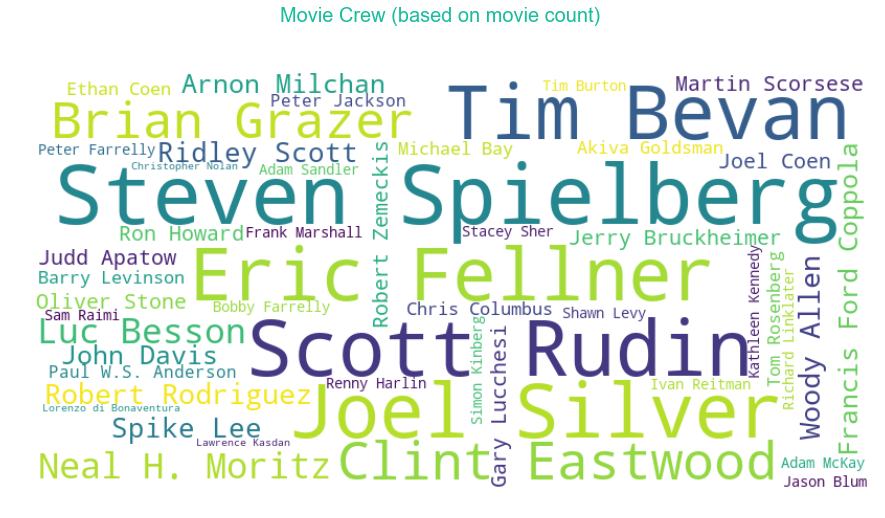 Movie Crew (based on movie count)
Ethan Coen
Arnon Milchan
Tim Burton
Martin Scorsese
Peter Jackson
Brian Grazer
Tim Bevan
Peter Farrelly
Ridley Scott
Michael Bay
Akiva Goldsman
Joel Coen
Christopher Nolan
Adam Sandler
Steven Spielberg
Robert Zemeckis
Francis Ford Coppola
Ron Howard
Frank Marshall
Stacey Sher
Jerry Bruckheimer
Judd Apatow
Eric Fellner
Barry Levinson
Kathleen Kennedy
Tom Rosenberg
Richard Linklater
Woody Allen
Oliver Stone
Bobby Farrelly
Chris Columbus
Shawn Levy
Sam Raimi
Luc Besson
Scott Rudin
Simon Kinberg
Gary Lucchesi
John Davis
Paul W.S. Anderson
Renny Harlin
Ivan Reitman
Robert Rodriguez
Joel Silver
Lorenzo di Bonaventura
Spike Lee
Lawrence Kasdan
Neal H. Moritz
Clint Eastwood
Adam McKay
Jason Blum